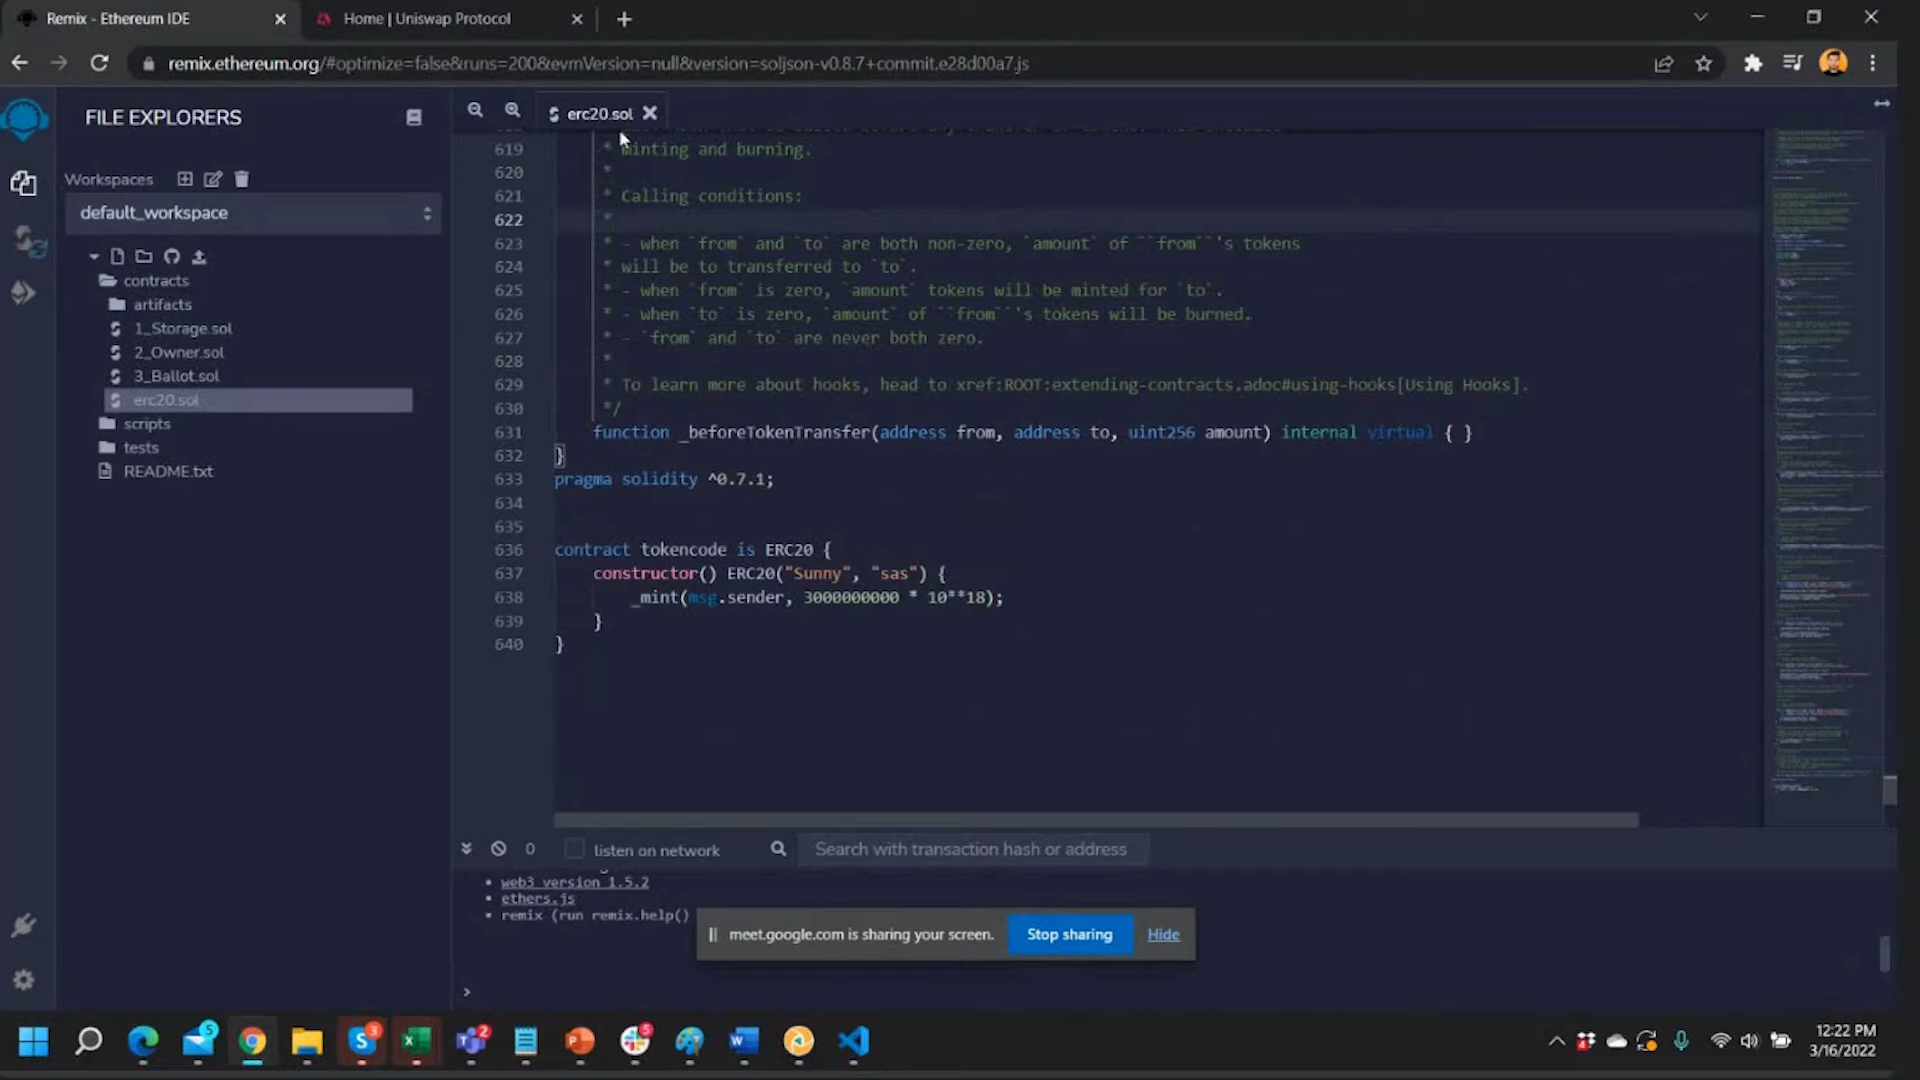 Remix - Ethereum IDE
Home | Uniswap Protocol
remix.ethereum.org/#optimize=false&runs=200&evmVersion=null&version=soljson-v0.8.7+commit.e28d00a7.js
FILE EXPLORERS
erc20.sol
Workspaces
default_workspace
contracts
artifacts
1_Storage.sol
2_Owner.sol
3_Ballot.sol
erc20.sol
scripts
tests
README.txt
619 * minting and burning.
620 *
621 * Calling conditions:
622 *
623 * - when `from` and `to` are both non-zero, `amount` of ``from``'s tokens
624 * will be to transferred to `to`.
625 * - when `from` is zero, `amount` tokens will be minted for `to`.
626 * - when `to` is zero, `amount` of ``from``'s tokens will be burned.
627 * - `from` and `to` are never both zero.
628 *
629 * To learn more about hooks, head to xref:ROOT:extending-contracts.adoc#using-hooks[Using Hooks].
630 */
631 function _beforeTokenTransfer(address from, address to, uint256 amount) internal virtual { }
632 }
633 pragma solidity ^0.7.1;
634
635
636 contract tokencode is ERC20 {
637 constructor() ERC20("Sunny", "sas") {
638 _mint(msg.sender, 3000000000 * 10**18);
639 }
640 }
0 listen on network Search with transaction hash or address
• web3 version 1.5.2
• ethers.js
• remix (run remix.help()
meet.google.com is sharing your screen. Stop sharing Hide
>
5
3
2
5
4
12:22 PM
3/16/2022